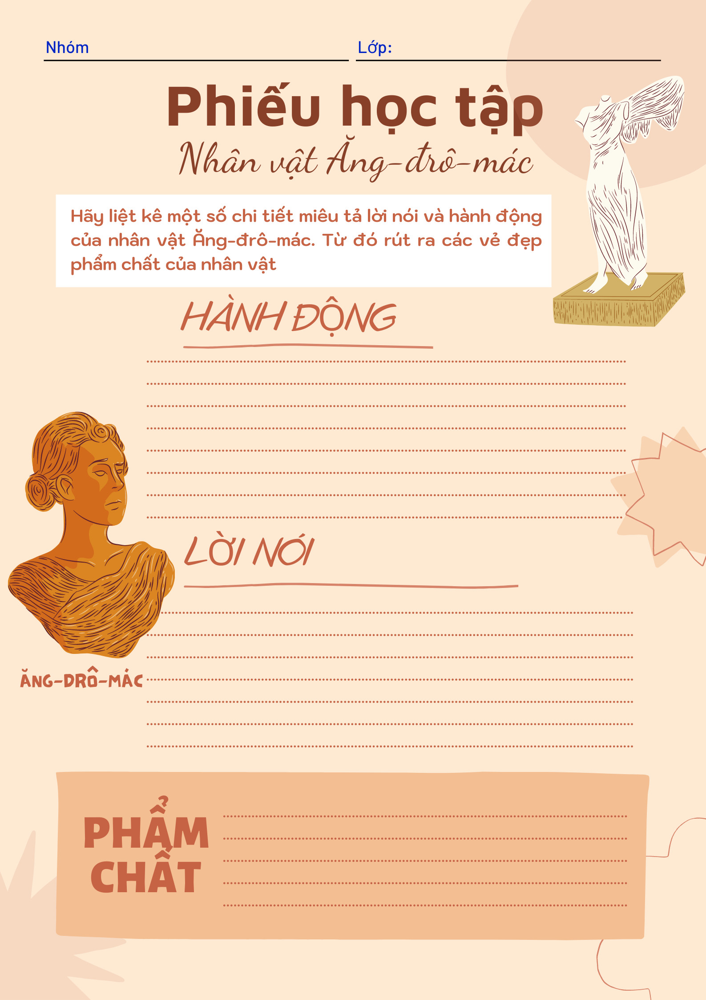 Nhóm
Lớp:
Phiếu học tập
Nhân vật Ăng-đrô-mác
Hãy liệt kê một số chi tiết miêu tả lời nói và hành động
của nhân vật Ăng-đrô-mác. Từ đó rút ra các vẻ đẹp
phẩm chất của nhân vật
HÀNH ĐỘNG
LỜI NÓI
ĂNG-DRÔ-MÁC
PHẨM
CHẤT